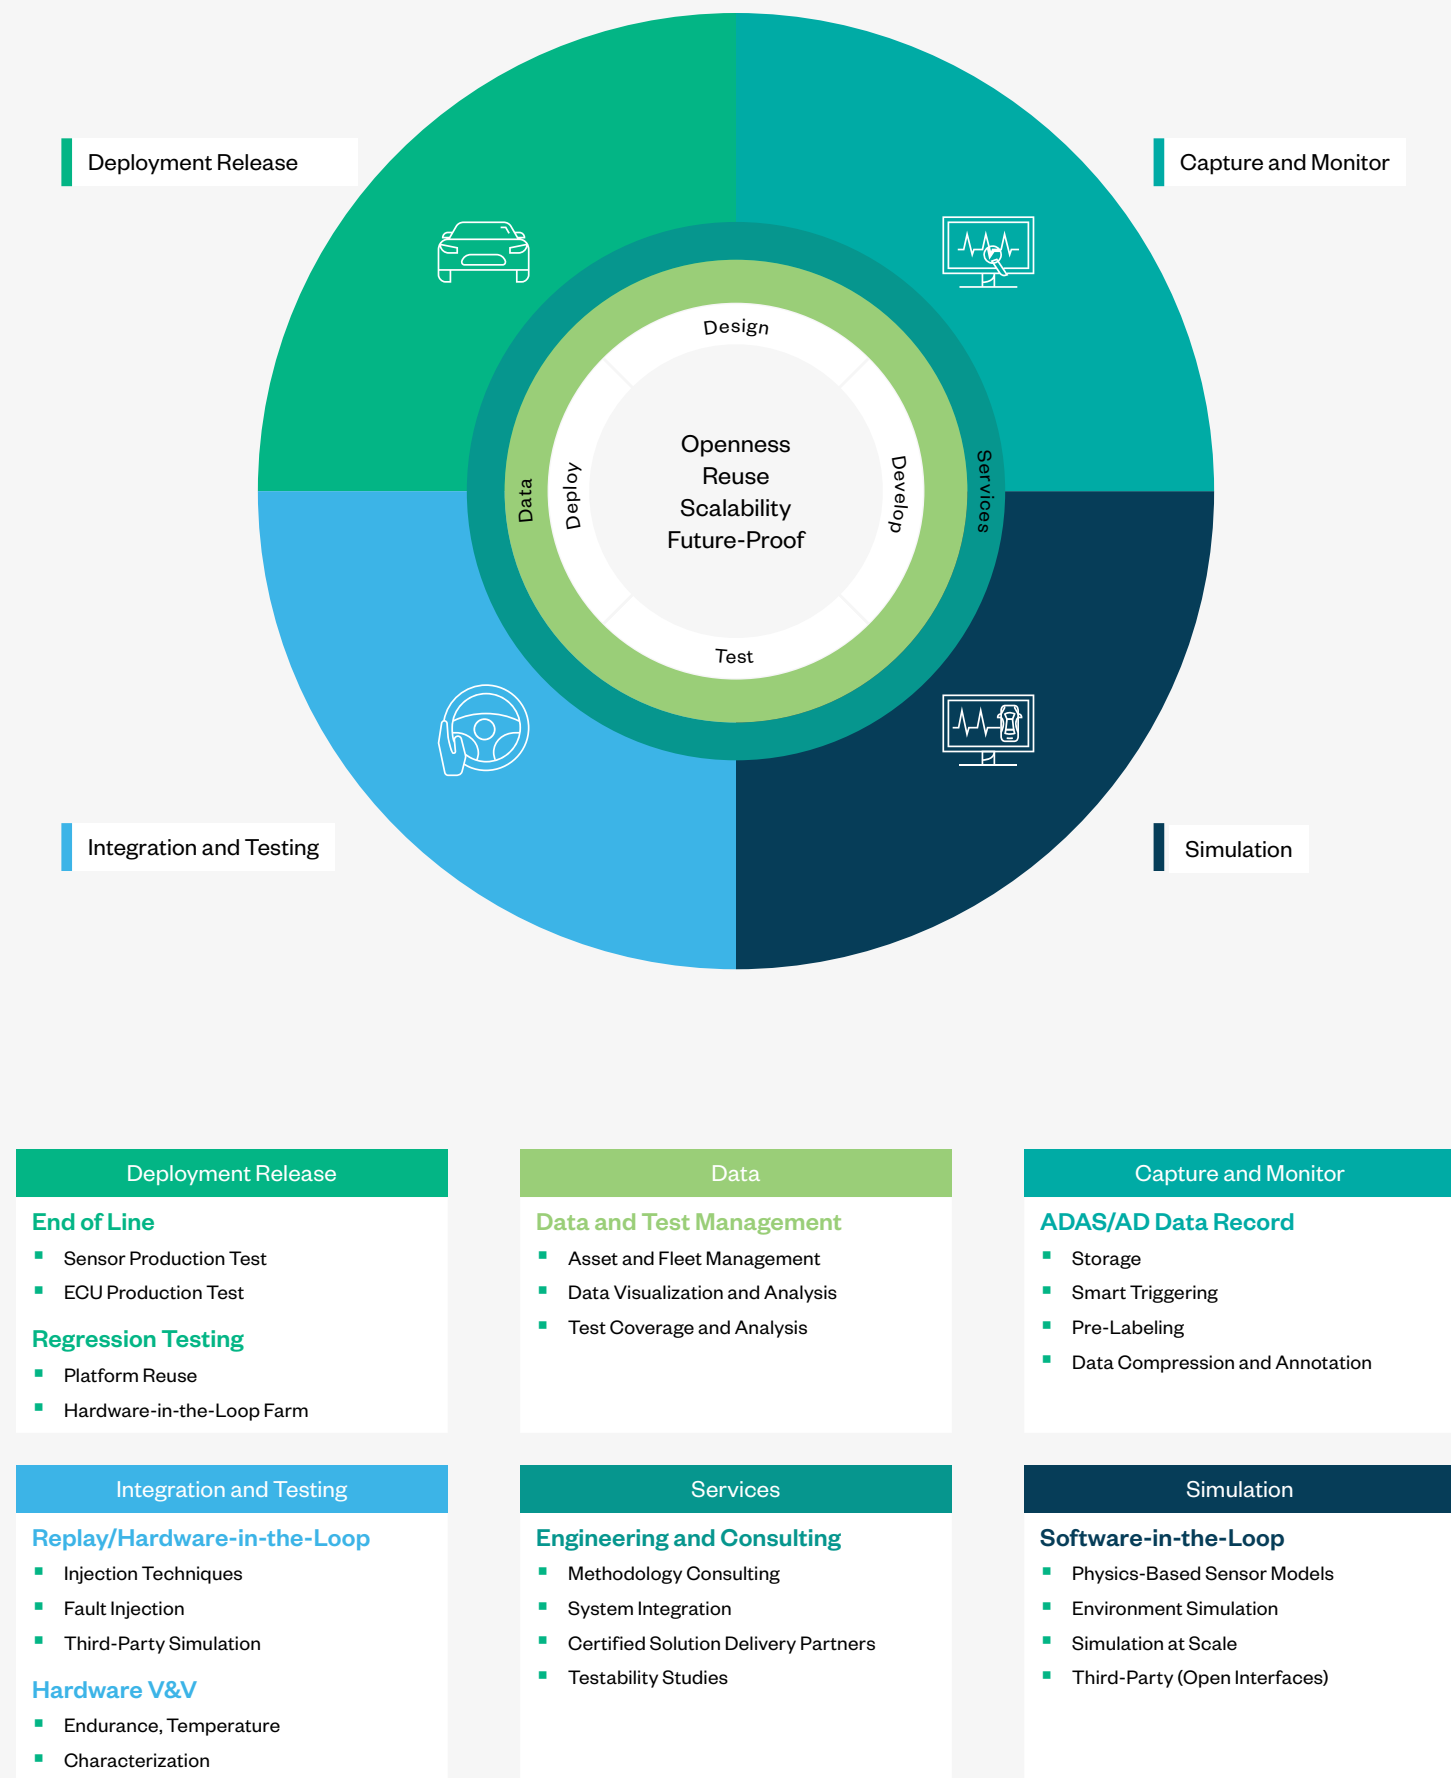 Deployment Release
Capture and Monitor
Design
Openness
Reuse
Scalability
Future-Proof
Data
Deploy
Develop
Services
Test
Integration and Testing
Simulation
Deployment Release
End of Line
Sensor Production Test
ECU Production Test
Regression Testing
Platform Reuse
Hardware-in-the-Loop Farm
Data
Data and Test Management
Asset and Fleet Management
Data Visualization and Analysis
Test Coverage and Analysis
Capture and Monitor
ADAS/AD Data Record
Storage
Smart Triggering
Pre-Labeling
Data Compression and Annotation
Integration and Testing
Replay/Hardware-in-the-Loop
Injection Techniques
Fault Injection
Third-Party Simulation
Hardware V&V
Endurance, Temperature
Characterization
Services
Engineering and Consulting
Methodology Consulting
System Integration
Certified Solution Delivery Partners
Testability Studies
Simulation
Software-in-the-Loop
Physics-Based Sensor Models
Environment Simulation
Simulation at Scale
Third-Party (Open Interfaces)